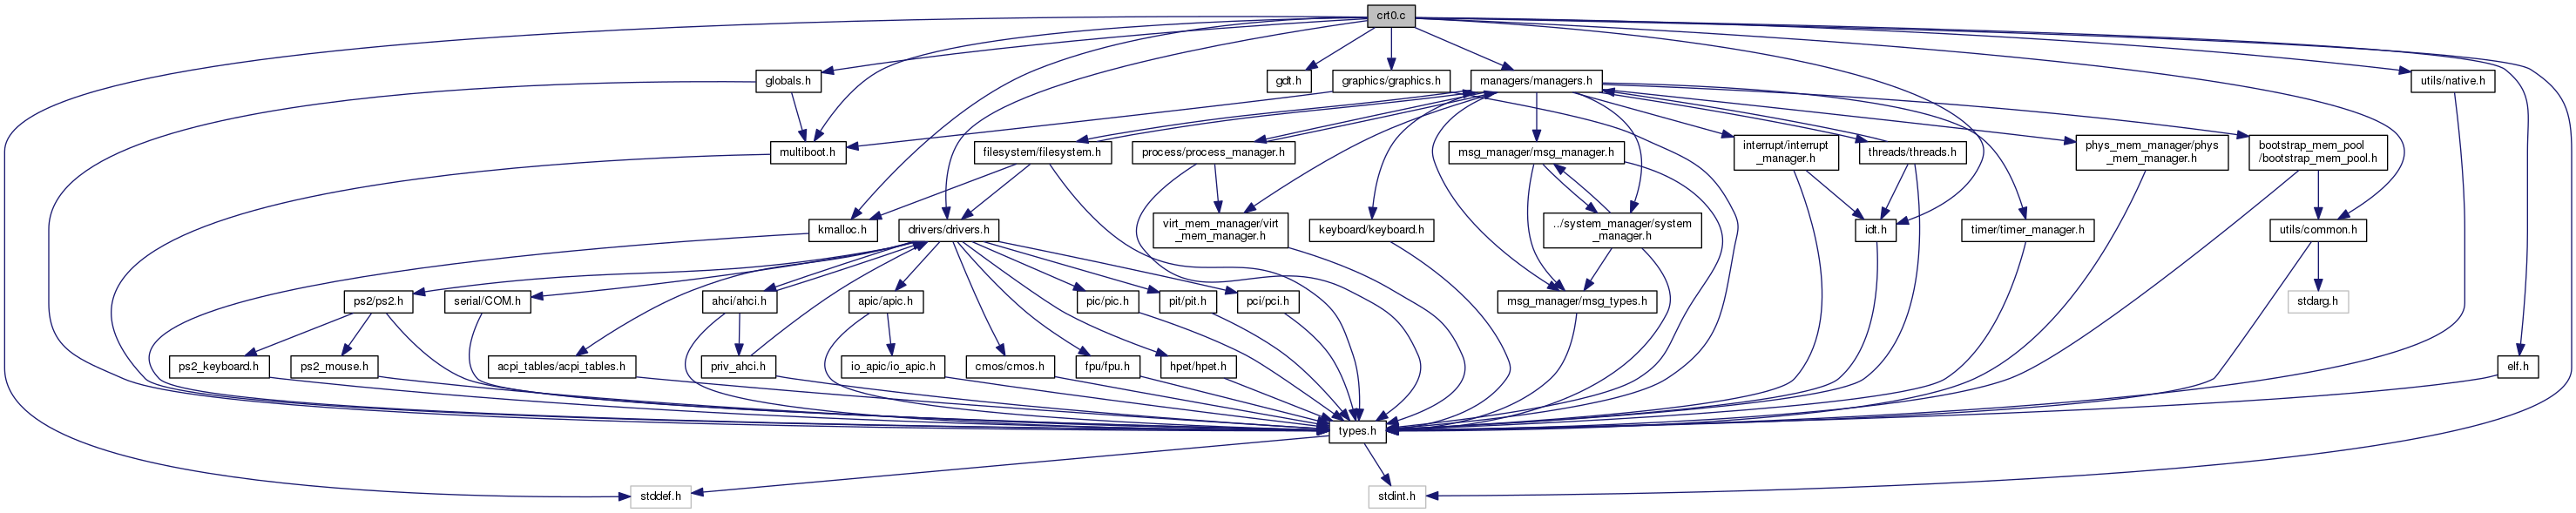 crt0.c
globals.h
gdt.h
graphics/graphics.h
managers/managers.h
utils/native.h
multiboot.h
filesystem/filesystem.h
process/process_manager.h
msg_manager/msg_manager.h
interrupt/interrupt
_manager.h
threads/threads.h
phys_mem_manager/phys
_mem_manager.h
bootstrap_mem_pool
/bootstrap_mem_pool.h
kmalloc.h
drivers/drivers.h
virt_mem_manager/virt
_mem_manager.h
keyboard/keyboard.h
../system_manager/system
_manager.h
idt.h
timer/timer_manager.h
utils/common.h
ps2/ps2.h
serial/COM.h
ahci/ahci.h
apic/apic.h
pic/pic.h
pit/pit.h
pci/pci.h
msg_manager/msg_types.h
stdarg.h
ps2_keyboard.h
ps2_mouse.h
acpi_tables/acpi_tables.h
priv_ahci.h
io_apic/io_apic.h
cmos/cmos.h
fpu/fpu.h
hpet/hpet.h
elf.h
types.h
stddef.h
stdint.h